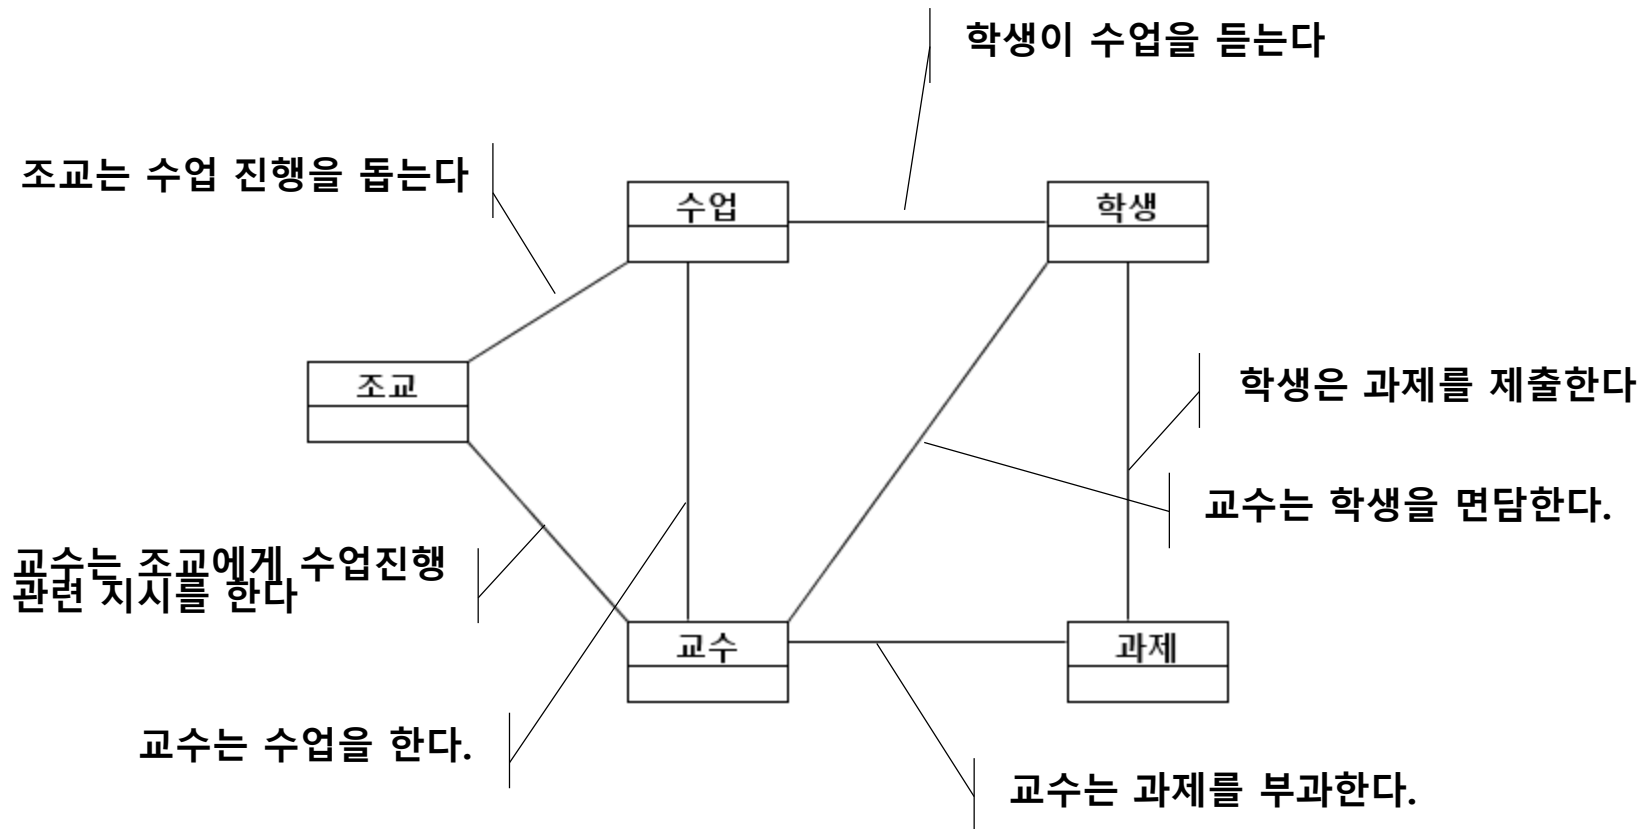 학생이 수업을 듣는다
조교는 수업 진행을 돕는다
수업
학생
조교
학생은 과제를 제출한다
교수는 학생을 면담한다.
교수는 조교에게 수업진행
관련 지시를 한다
교수
과제
교수는 수업을 한다.
교수는 과제를 부과한다.